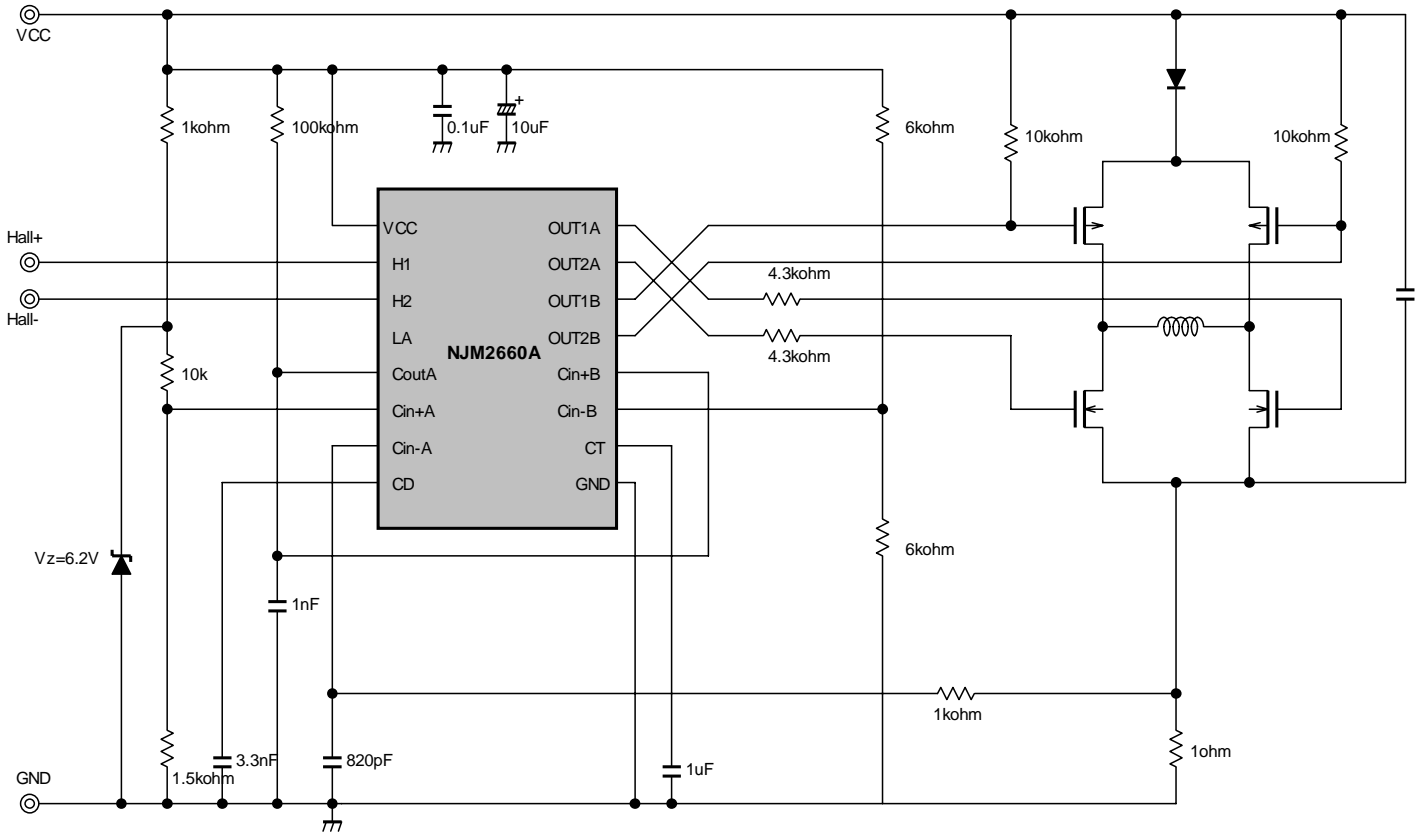 VCC
1kohm
100kohm
0.1uF
10uF
6kohm
10kohm
10kohm
Hall+
Hall-
VCC
H1
H2
LA
CoutA
Cin+A
Cin-A
CD
NJM2660A
OUT1A
OUT2A
OUT1B
OUT2B
Cin+B
Cin-B
CT
GND
4.3kohm
4.3kohm
10k
Vz=6.2V
1nF
6kohm
1kohm
1ohm
3.3nF
820pF
1uF
1.5kohm
GND